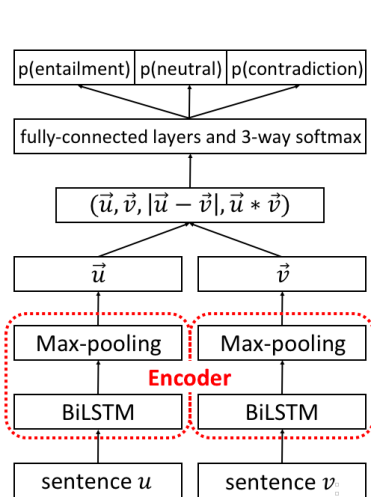 p(entailment) p(neutral) p(contradiction)
fully-connected layers and 3-way softmax
(u⃗, v⃗, |u⃗ − v⃗|, u⃗ * v⃗)
u⃗ v⃗
Max-pooling Max-pooling
Encoder
BiLSTM BiLSTM
sentence u sentence v